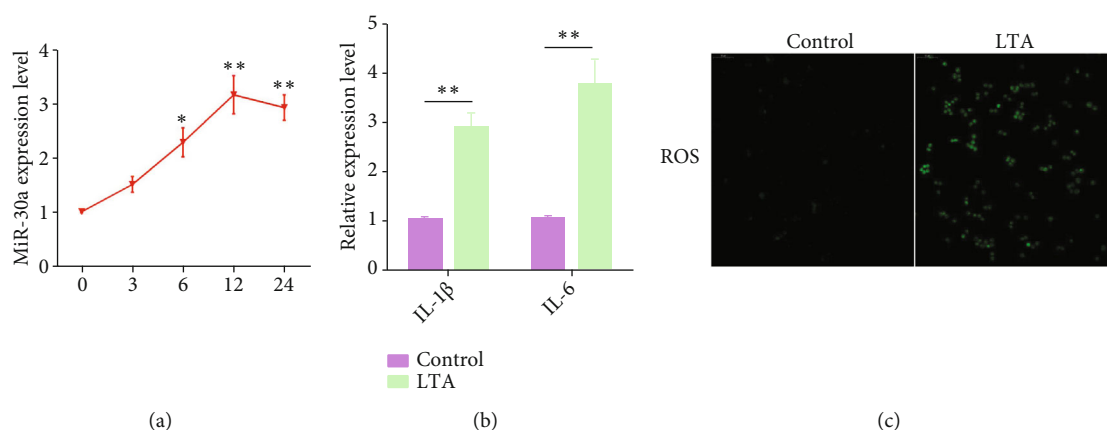 MiR-30a expression level
4
3
2
1
0
*
**
**
0 3 6 12 24
(a)
Relative expression level
5
4
3
2
1
0
**
**
IL-1β
IL-6
Control
LTA
(b)
Control LTA
ROS
(c)